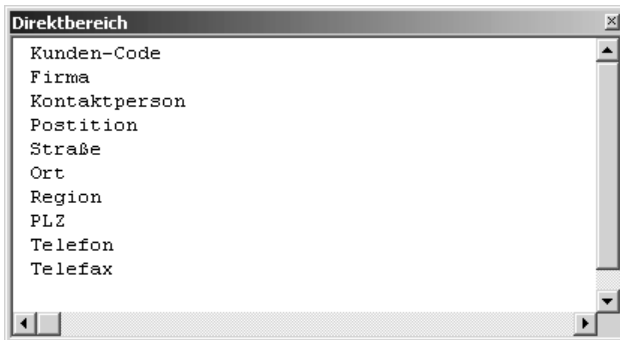 Direktbereich
Kunden-Code
Firma
Kontaktperson
Postition
Straße
Ort
Region
PLZ
Telefon
Telefax